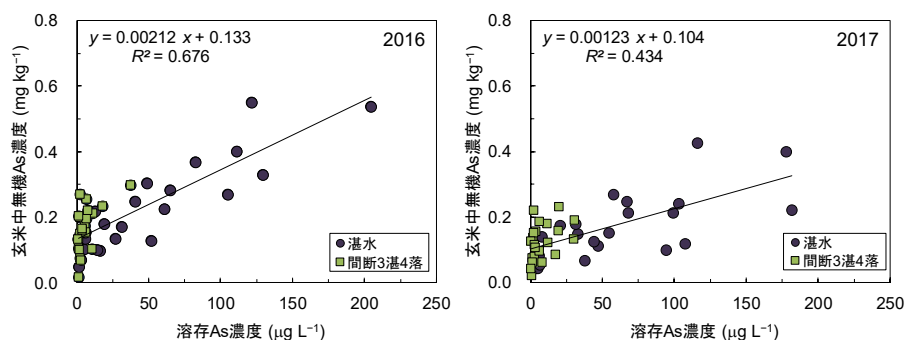 y = 0.00212 x + 0.133
R² = 0.676
2016
玄米中無機As濃度 (mg kg⁻¹)
0.8
0.6
0.4
0.2
0.0
湛水
間断3湛4落
0 50 100 150 200 250
溶存As濃度 (μg L⁻¹)
y = 0.00123 x + 0.104
R² = 0.434
2017
玄米中無機As濃度 (mg kg⁻¹)
0.8
0.6
0.4
0.2
0.0
湛水
間断3湛4落
0 50 100 150 200 250
溶存As濃度 (μg L⁻¹)